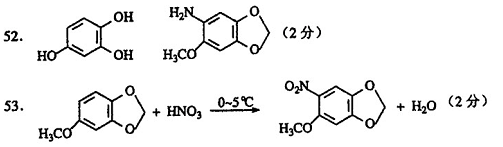 52. HO OH OH H₂N H₃CO O O (2分)
53. H₃CO O O + HNO₃ 0~5℃ O₂N H₃CO O O + H₂O (2分)